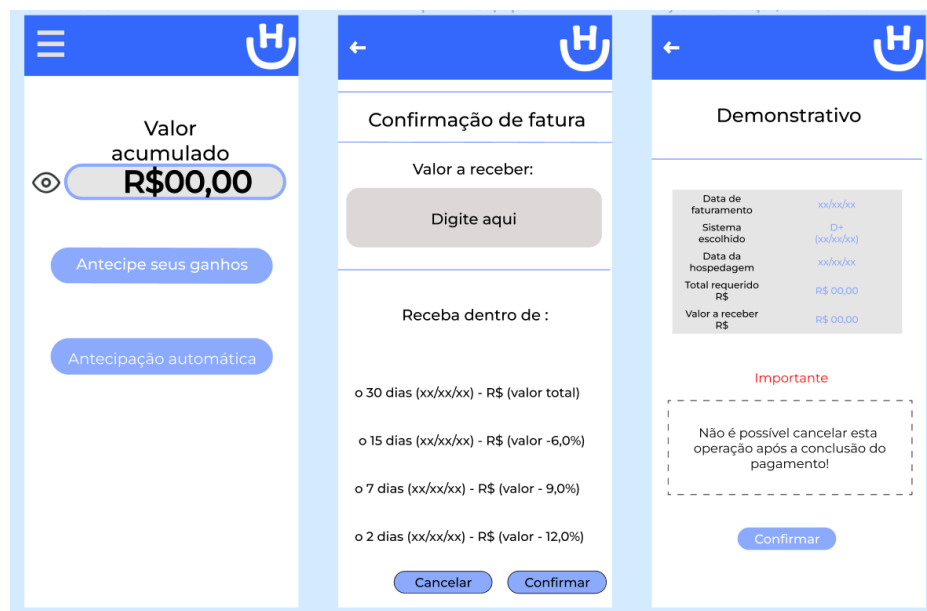 H
Valor
acumulado
R$00,00
Antecipe seus ganhos
Antecipação automática
H
Confirmação de fatura
Valor a receber:
Digite aqui
Receba dentro de :
o 30 dias (xx/xx/xx) - R$ (valor total)
o 15 dias (xx/xx/xx) - R$ (valor -6,0%)
o 7 dias (xx/xx/xx) - R$ (valor - 9,0%)
o 2 dias (xx/xx/xx) - R$ (valor - 12,0%)
Cancelar
Confirmar
H
Demonstrativo
Data de
faturamento
xx/xx/xx
Sistema
escolhido
D+
(xx/xx/xx)
Data da
hospedagem
xx/xx/xx
Total requerido
R$
R$ 00,00
Valor a receber
R$
R$ 00,00
Importante
Não é possível cancelar esta
operação após a conclusão do
pagamento!
Confirmar